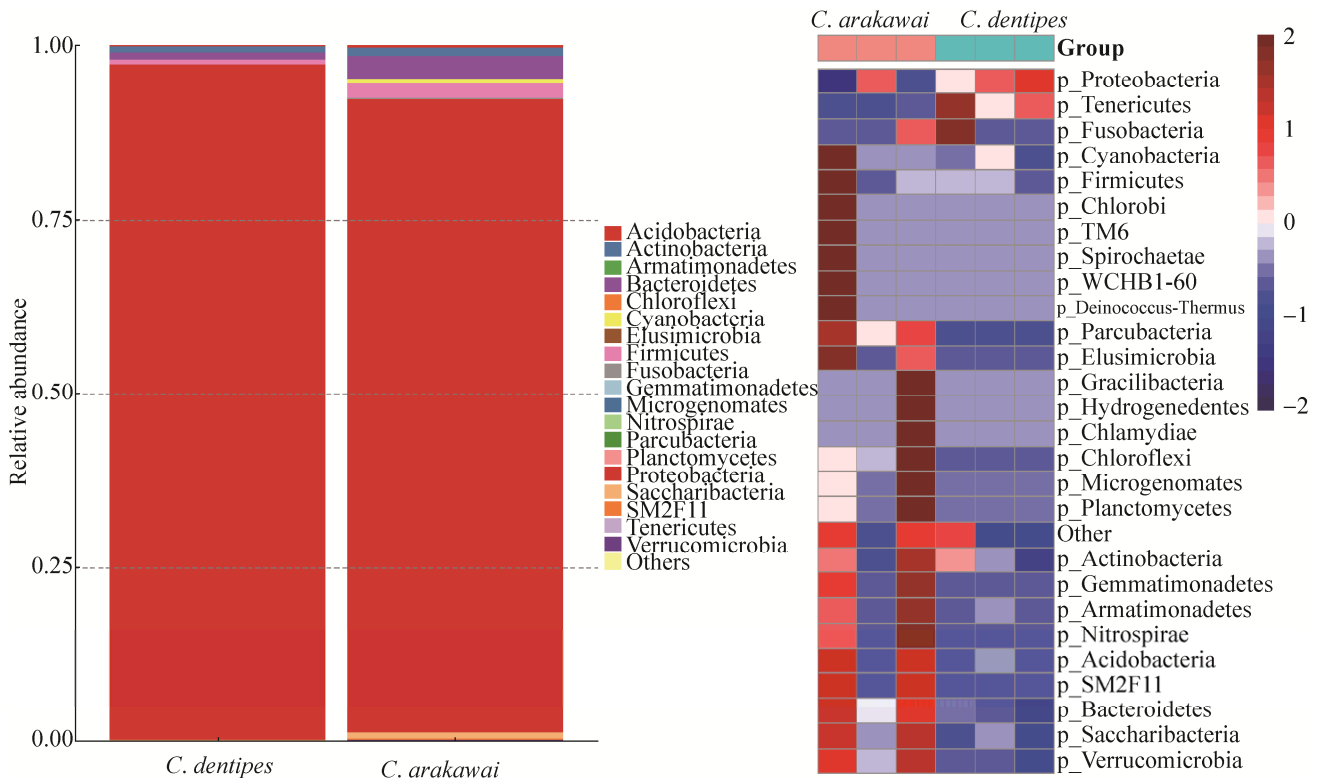 1.00
0.75
0.50
0.25
0.00
Relative abundance
C. dentipes
C. arakawai
Acidobacteria
Actinobacteria
Armatimonadetes
Bacteroidetes
Chloroflexi
Cyanobacteria
Elusimicrobia
Firmicutes
Fusobacteria
Gemmatimonadetes
Microgenomates
Nitrospirae
Parcubacteria
Planctomycetes
Proteobacteria
Saccharibacteria
SM2F11
Tenericutes
Verrucomicrobia
Others
C. arakawai
C. dentipes
Group
p_Proteobacteria
p_Tenericutes
p_Fusobacteria
p_Cyanobacteria
p_Firmicutes
p_Chlorobi
p_TM6
p_Spirochaetae
p_WCHB1-60
p_Deinococcus-Thermus
p_Parcubacteria
p_Elusimicrobia
p_Gracilibacteria
p_Hydrogenedentes
p_Chlamydiae
p_Chloroflexi
p_Microgenomates
p_Planctomycetes
Other
p_Actinobacteria
p_Gemmatimonadetes
p_Armatimonadetes
p_Nitrospirae
p_Acidobacteria
p_SM2F11
p_Bacteroidetes
p_Saccharibacteria
p_Verrucomicrobia
2
1
0
−1
−2